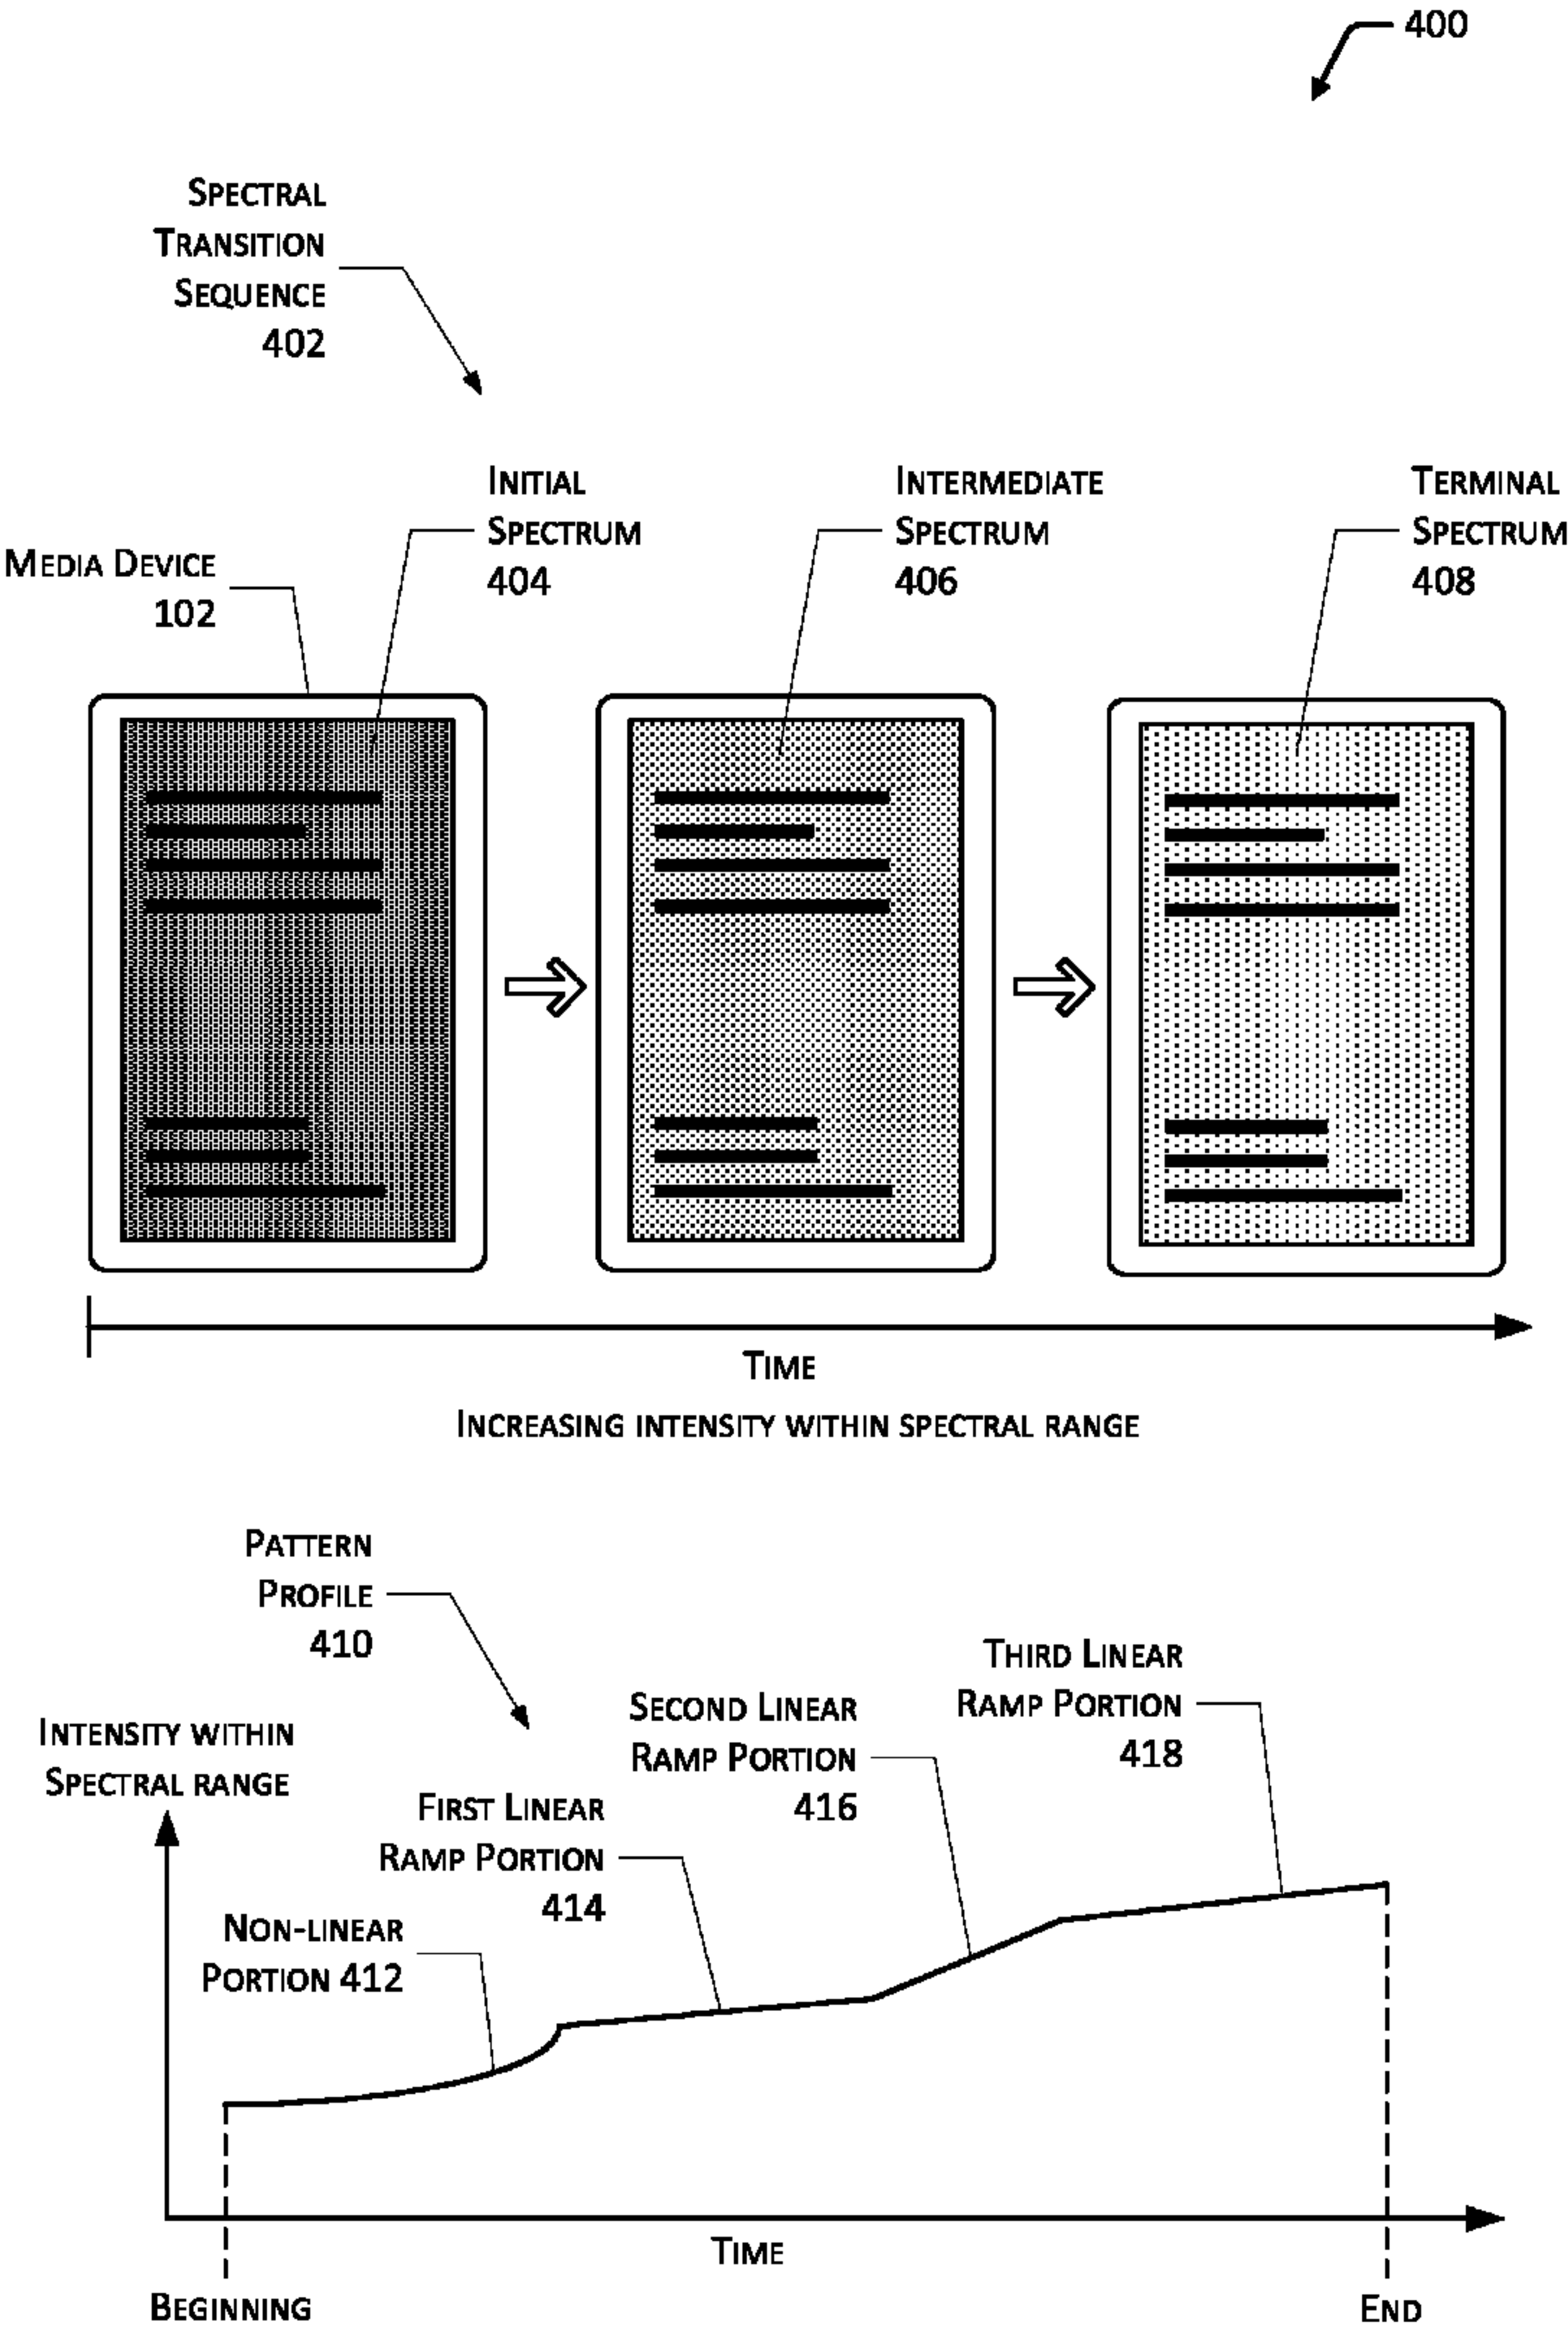 400
SPECTRAL
TRANSITION
SEQUENCE
402
INITIAL
SPECTRUM
404
INTERMEDIATE
SPECTRUM
406
TERMINAL
SPECTRUM
408
MEDIA DEVICE
102
TIME
INCREASING INTENSITY WITHIN SPECTRAL RANGE
PATTERN
PROFILE
410
INTENSITY WITHIN
SPECTRAL RANGE
NON-LINEAR
PORTION 412
FIRST LINEAR
RAMP PORTION
414
SECOND LINEAR
RAMP PORTION
416
THIRD LINEAR
RAMP PORTION
418
TIME
BEGINNING
END